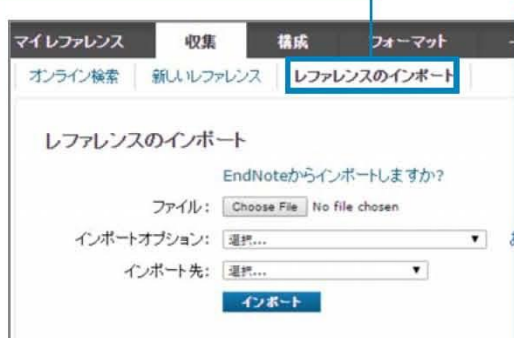 マイ レファレンス 収集 構成 フォーマット
オンライン検索 新しいレファレンス レファレンスのインポート
レファレンスのインポート
EndNoteからインポートしますか?
ファイル: Choose File No file chosen
インポートオプション: 選択...
インポート先: 選択...
インポート